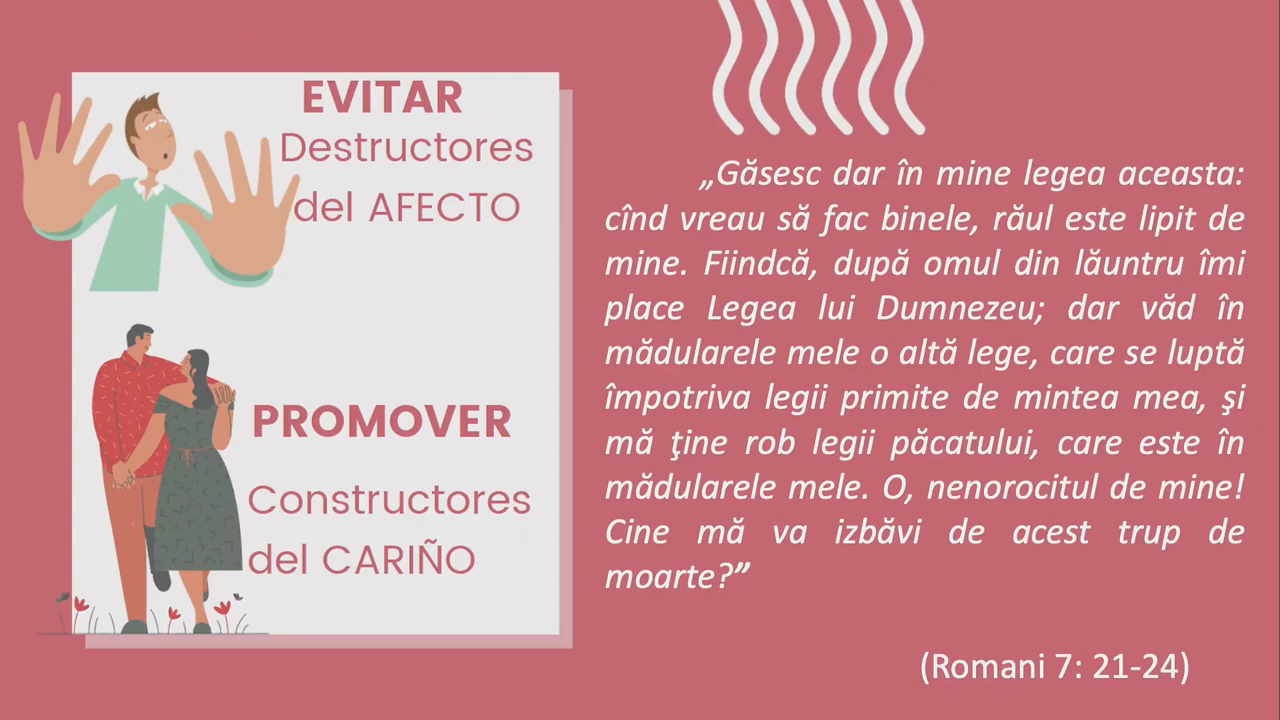 EVITAR
Destructores
del AFECTO
PROMOVER
Constructores
del CARIÑO
„Găsesc dar în mine legea aceasta:
cînd vreau să fac binele, răul este lipit de
mine. Fiindcă, după omul din lăuntru îmi
place Legea lui Dumnezeu; dar văd în
mădularele mele o altă lege, care se luptă
împotriva legii primite de mintea mea, şi
mă ţine rob legii păcatului, care este în
mădularele mele. O, nenorocitul de mine!
Cine mă va izbăvi de acest trup de
moarte?”
(Romani 7: 21-24)